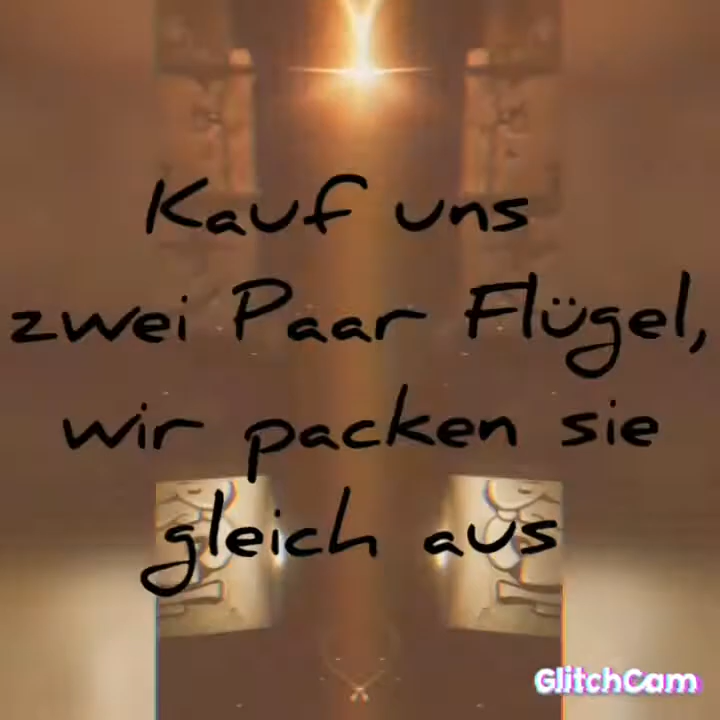 Kauf uns
zwei Paar Flügel,
wir packen sie
gleich aus
GlitchCam